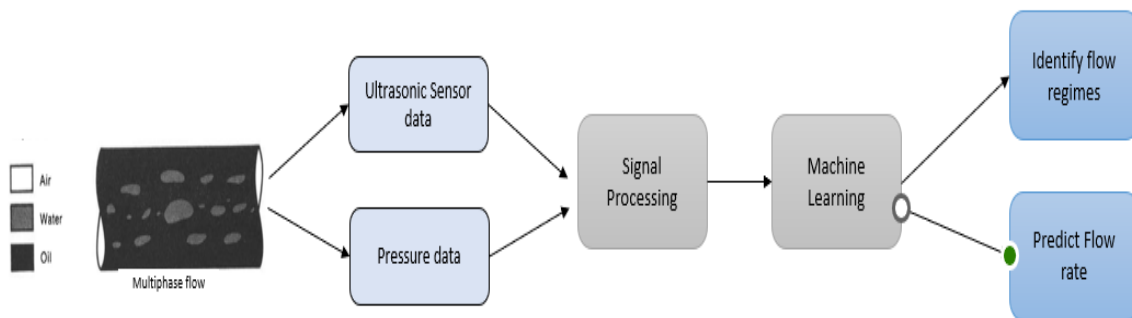 Air
Water
Oil
Multiphase flow
Ultrasonic Sensor
data
Pressure data
Signal
Processing
Machine
Learning
Identify flow
regimes
Predict Flow
rate